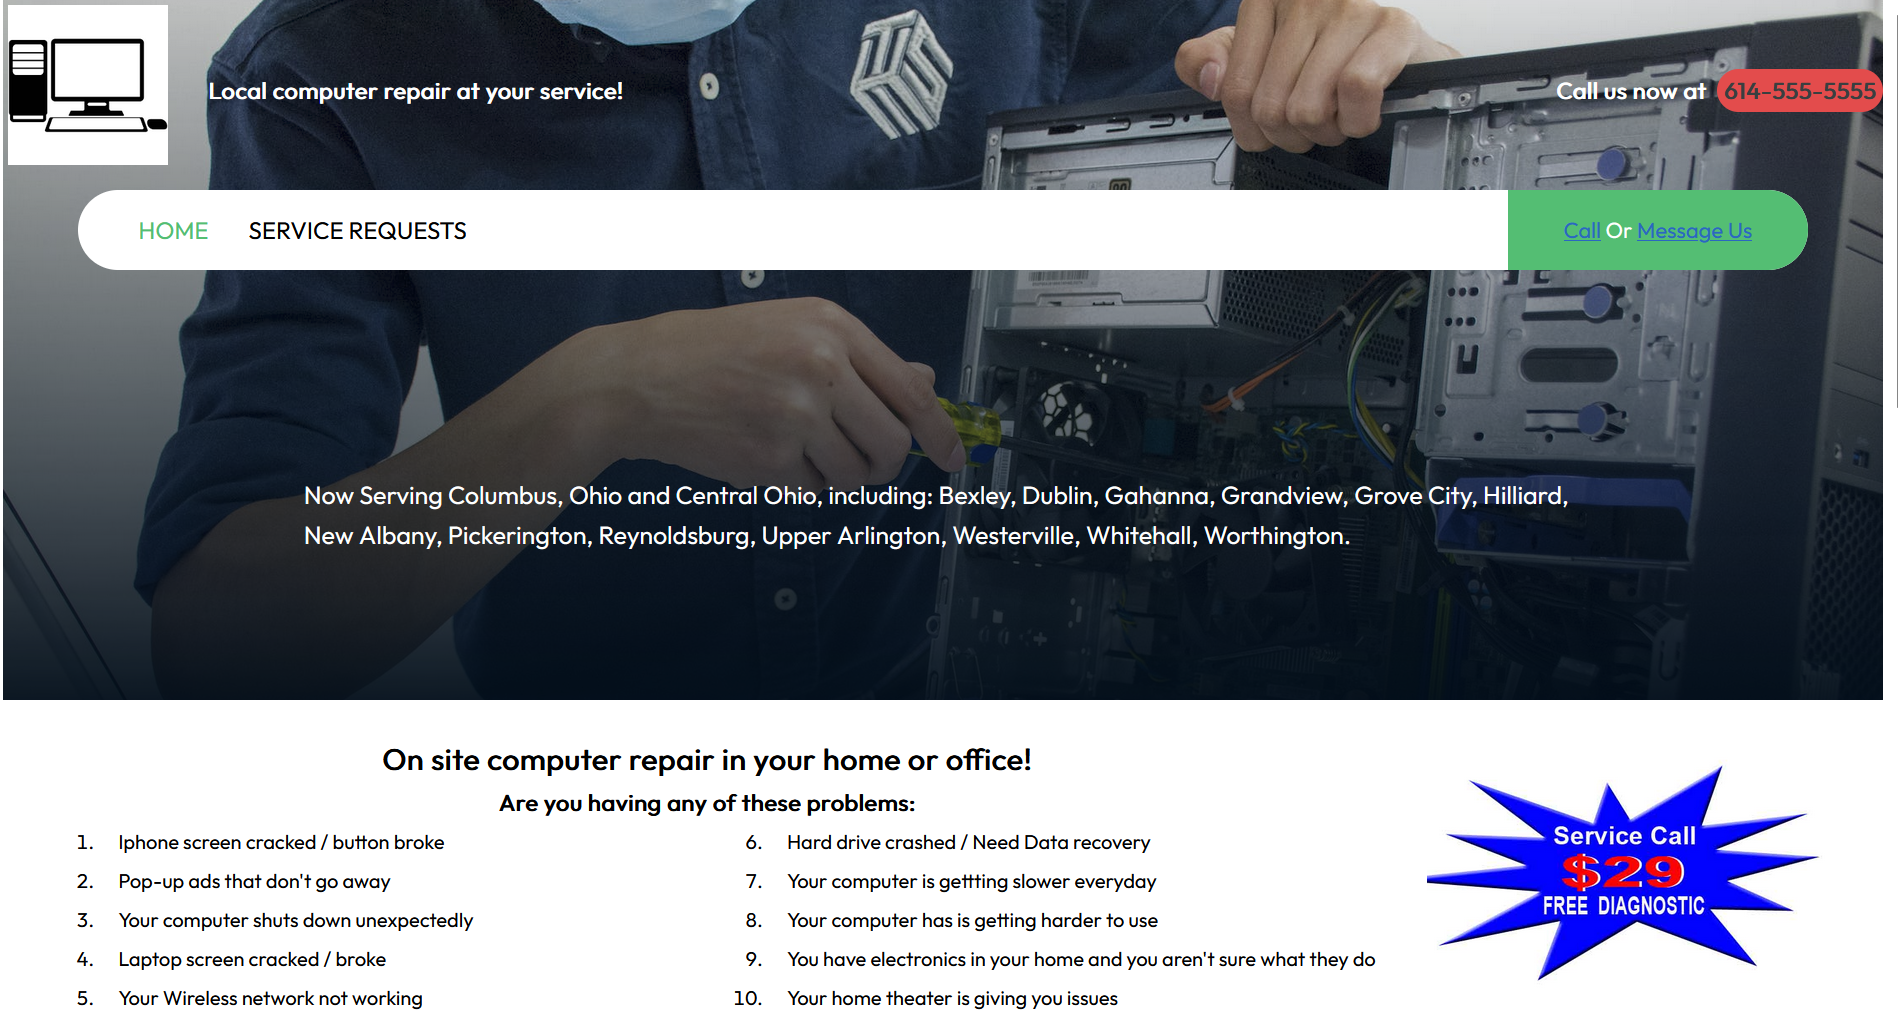 Local computer repair at your service!
Call us now at 614-555-5555
HOME SERVICE REQUESTS
Call Or Message Us
Now Serving Columbus, Ohio and Central Ohio, including: Bexley, Dublin, Gahanna, Grandview, Grove City, Hilliard,
New Albany, Pickerington, Reynoldsburg, Upper Arlington, Westerville, Whitehall, Worthington.
On site computer repair in your home or office!
Are you having any of these problems:
1. Iphone screen cracked / button broke
2. Pop-up ads that don't go away
3. Your computer shuts down unexpectedly
4. Laptop screen cracked / broke
5. Your Wireless network not working
6. Hard drive crashed / Need Data recovery
7. Your computer is gettting slower everyday
8. Your computer has is getting harder to use
9. You have electronics in your home and you aren't sure what they do
10. Your home theater is giving you issues
Service Call
$29
FREE DIAGNOSTIC